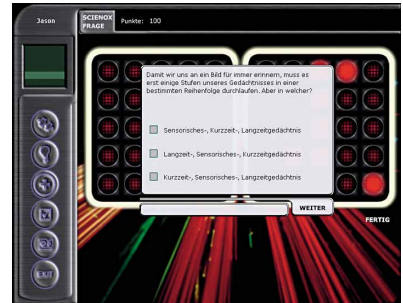 Jason
SCIENOX
FRAGE
Punkte: 100
Damit wir uns an ein Bild für immer erinnern, muss es
erst einige Stufen unseres Gedächtnisses in einer
bestimmten Reihenfolge durchlaufen. Aber in welcher?
Sensorisches-, Kurzzeit-, Langzeitgedächtnis
Langzeit-, Sensorisches-, Kurzzeitgedächtnis
Kurzzeit-, Sensorisches-, Langzeitgedächtnis
WEITER
FERTIG
EXIT